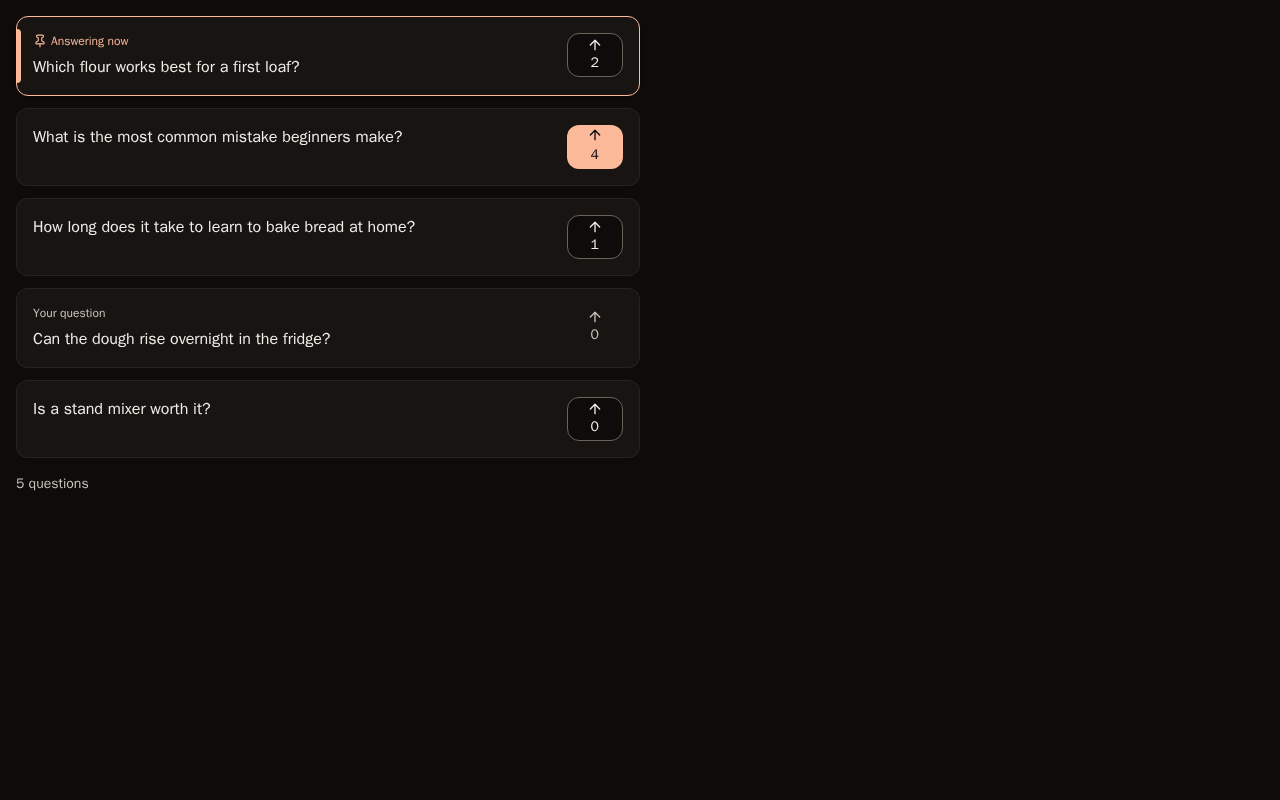 Answering now
Which flour works best for a first loaf?
2
What is the most common mistake beginners make?
4
How long does it take to learn to bake bread at home?
1
Your question
Can the dough rise overnight in the fridge?
0
Is a stand mixer worth it?
0
5 questions